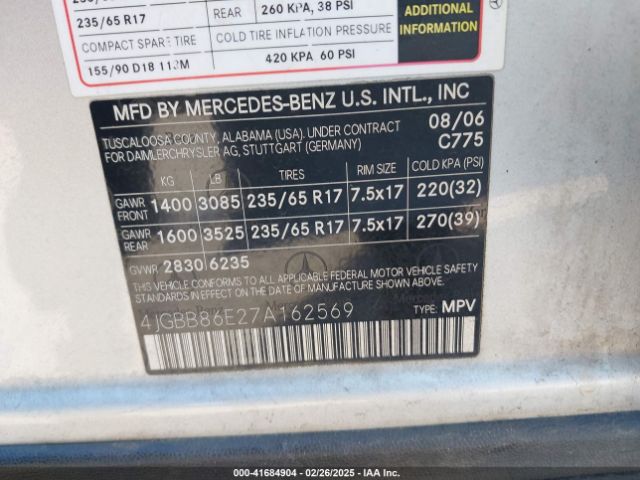 235/65 R17 REAR 260 KPA, 38 PSI
COMPACT SPARE TIRE COLD TIRE INFLATION PRESSURE
155/90 D18 113M 420 KPA 60 PSI
ADDITIONAL
INFORMATION
MFD BY MERCEDES-BENZ U.S. INTL., INC
TUSCALOOSA COUNTY, ALABAMA (USA). UNDER CONTRACT 08/06
FOR DAIMLERCHRYSLER AG, STUTTGART (GERMANY) C775
KG LB TIRES RIM SIZE COLD KPA (PSI)
GAWR FRONT 1400 3085 235/65 R17 7.5x17 220(32)
GAWR REAR 1600 3525 235/65 R17 7.5x17 270(39)
GVWR 2830 6235
THIS VEHICLE CONFORMS TO ALL APPLICABLE FEDERAL MOTOR VEHICLE SAFETY
STANDARDS IN EFFECT ON THE DATE OF MANUFACTURE SHOWN ABOVE.
4JGBB86E27A162569 TYPE: MPV
000-41684904 - 02/26/2025 - IAA Inc.